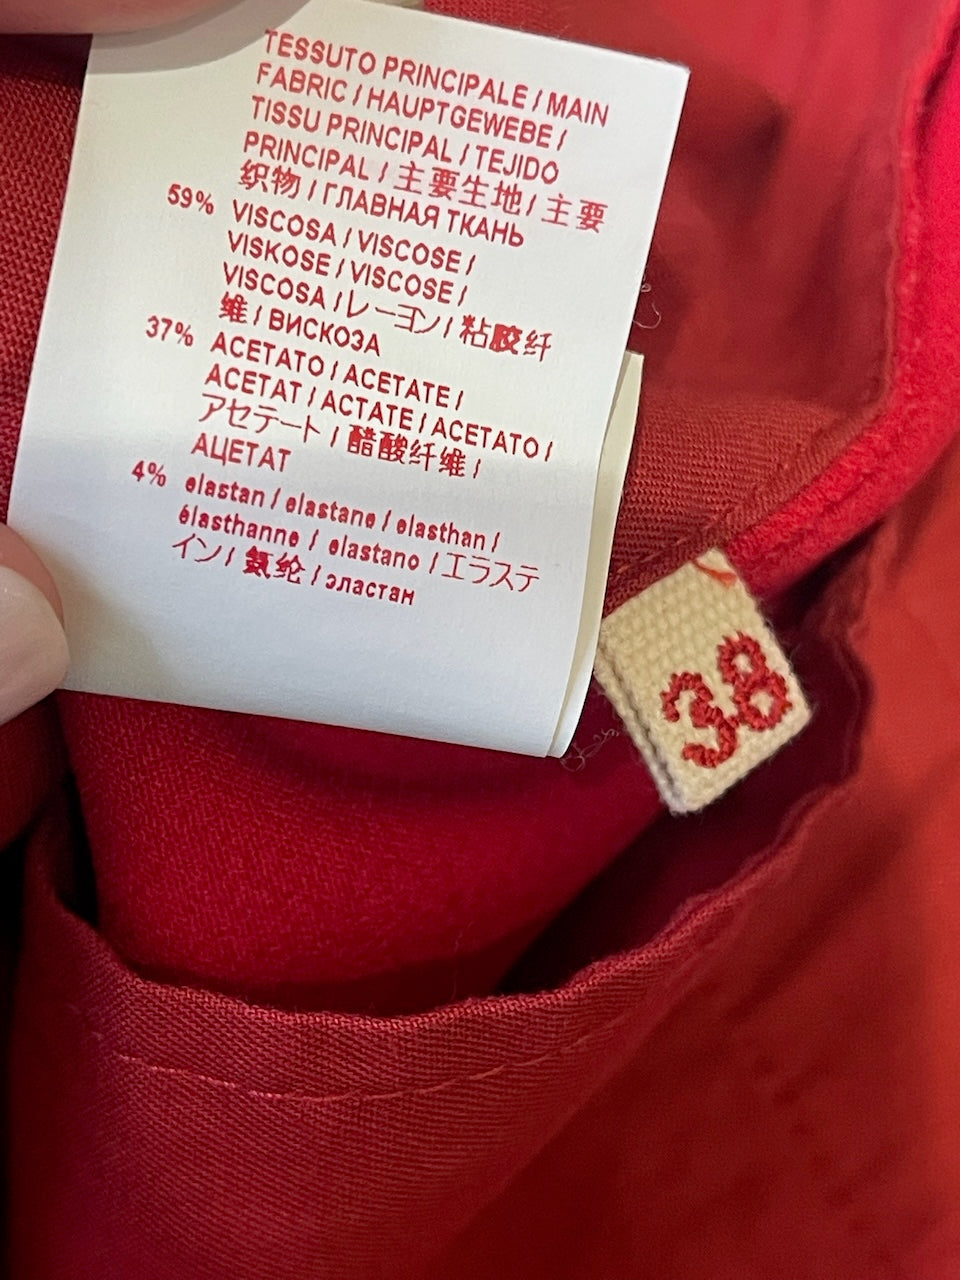 TESSUTO PRINCIPALE / MAIN
FABRIC / HAUPTGEWEBE /
TISSU PRINCIPAL / TEJIDO
PRINCIPAL / 主要生地 / 主要
织物 / ГЛАВНАЯ ТКАНЬ
59% VISCOSA / VISCOSE /
VISKOSE / VISCOSE /
VISCOSA / レーヨン / 粘胶纤
维 / ВИСКОЗА
37% ACETATO / ACETATE /
ACETAT / ACTATE / ACETATO /
アセテート / 醋酸纤维 /
АЦЕТАТ
4% elastan / elastane / elasthan /
élasthanne / elastano / エラステ
イン / 氨纶 / эластан
38